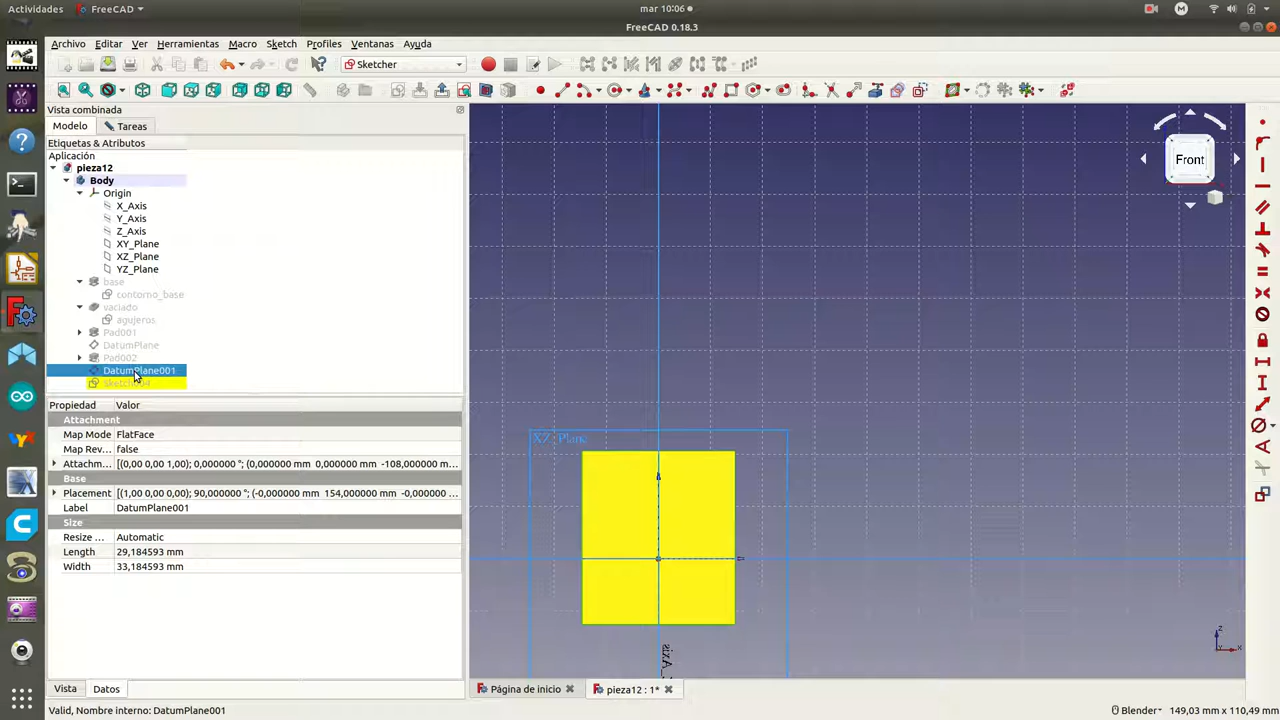 Actividades
FreeCAD
mar 10:06
FreeCAD 0.18.3
Archivo Editar Ver Herramientas Macro Sketch Profiles Ventanas Ayuda
Sketcher
Vista combinada
Modelo Tareas
Etiquetas & Atributos
Aplicación
pieza12
Body
Origin
X_Axis
Y_Axis
Z_Axis
XY_Plane
XZ_Plane
YZ_Plane
base
contorno_base
vaciado
agujeros
Pad001
DatumPlane
Pad002
DatumPlane001
Propiedad Valor
Attachment
Map Mode FlatFace
Map Rev... false
Attachm... [(0,00 0,00 1,00); 0,000000 °; (0,000000 mm 0,000000 mm -108,000000 m...
Base
Placement [(1,00 0,00 0,00); 90,000000 °; (-0,000000 mm 154,000000 mm -0,000000 ...
Label DatumPlane001
Size
Resize ... Automatic
Length 29,184593 mm
Width 33,184593 mm
Vista Datos
XZ_Plane
Front
Z
X
Página de inicio
pieza12 : 1*
Valid, Nombre interno: DatumPlane001
Blender
149,03 mm x 110,49 mm